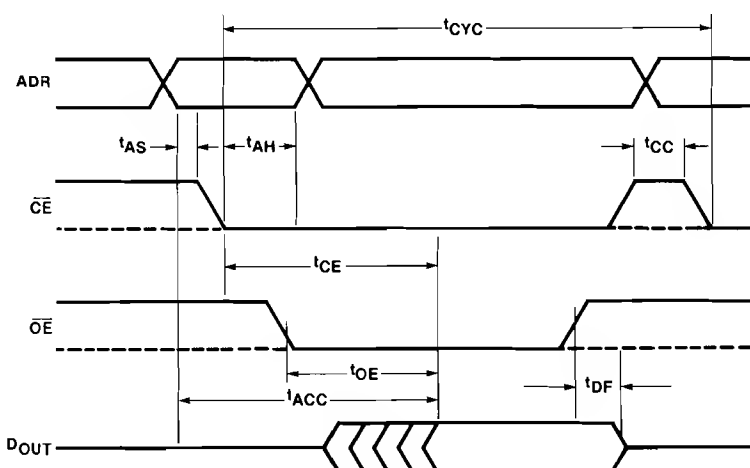 tCYC
ADR
tAS
tAH
tCC
CE
tCE
OE
tOE
tDF
tACC
DOUT